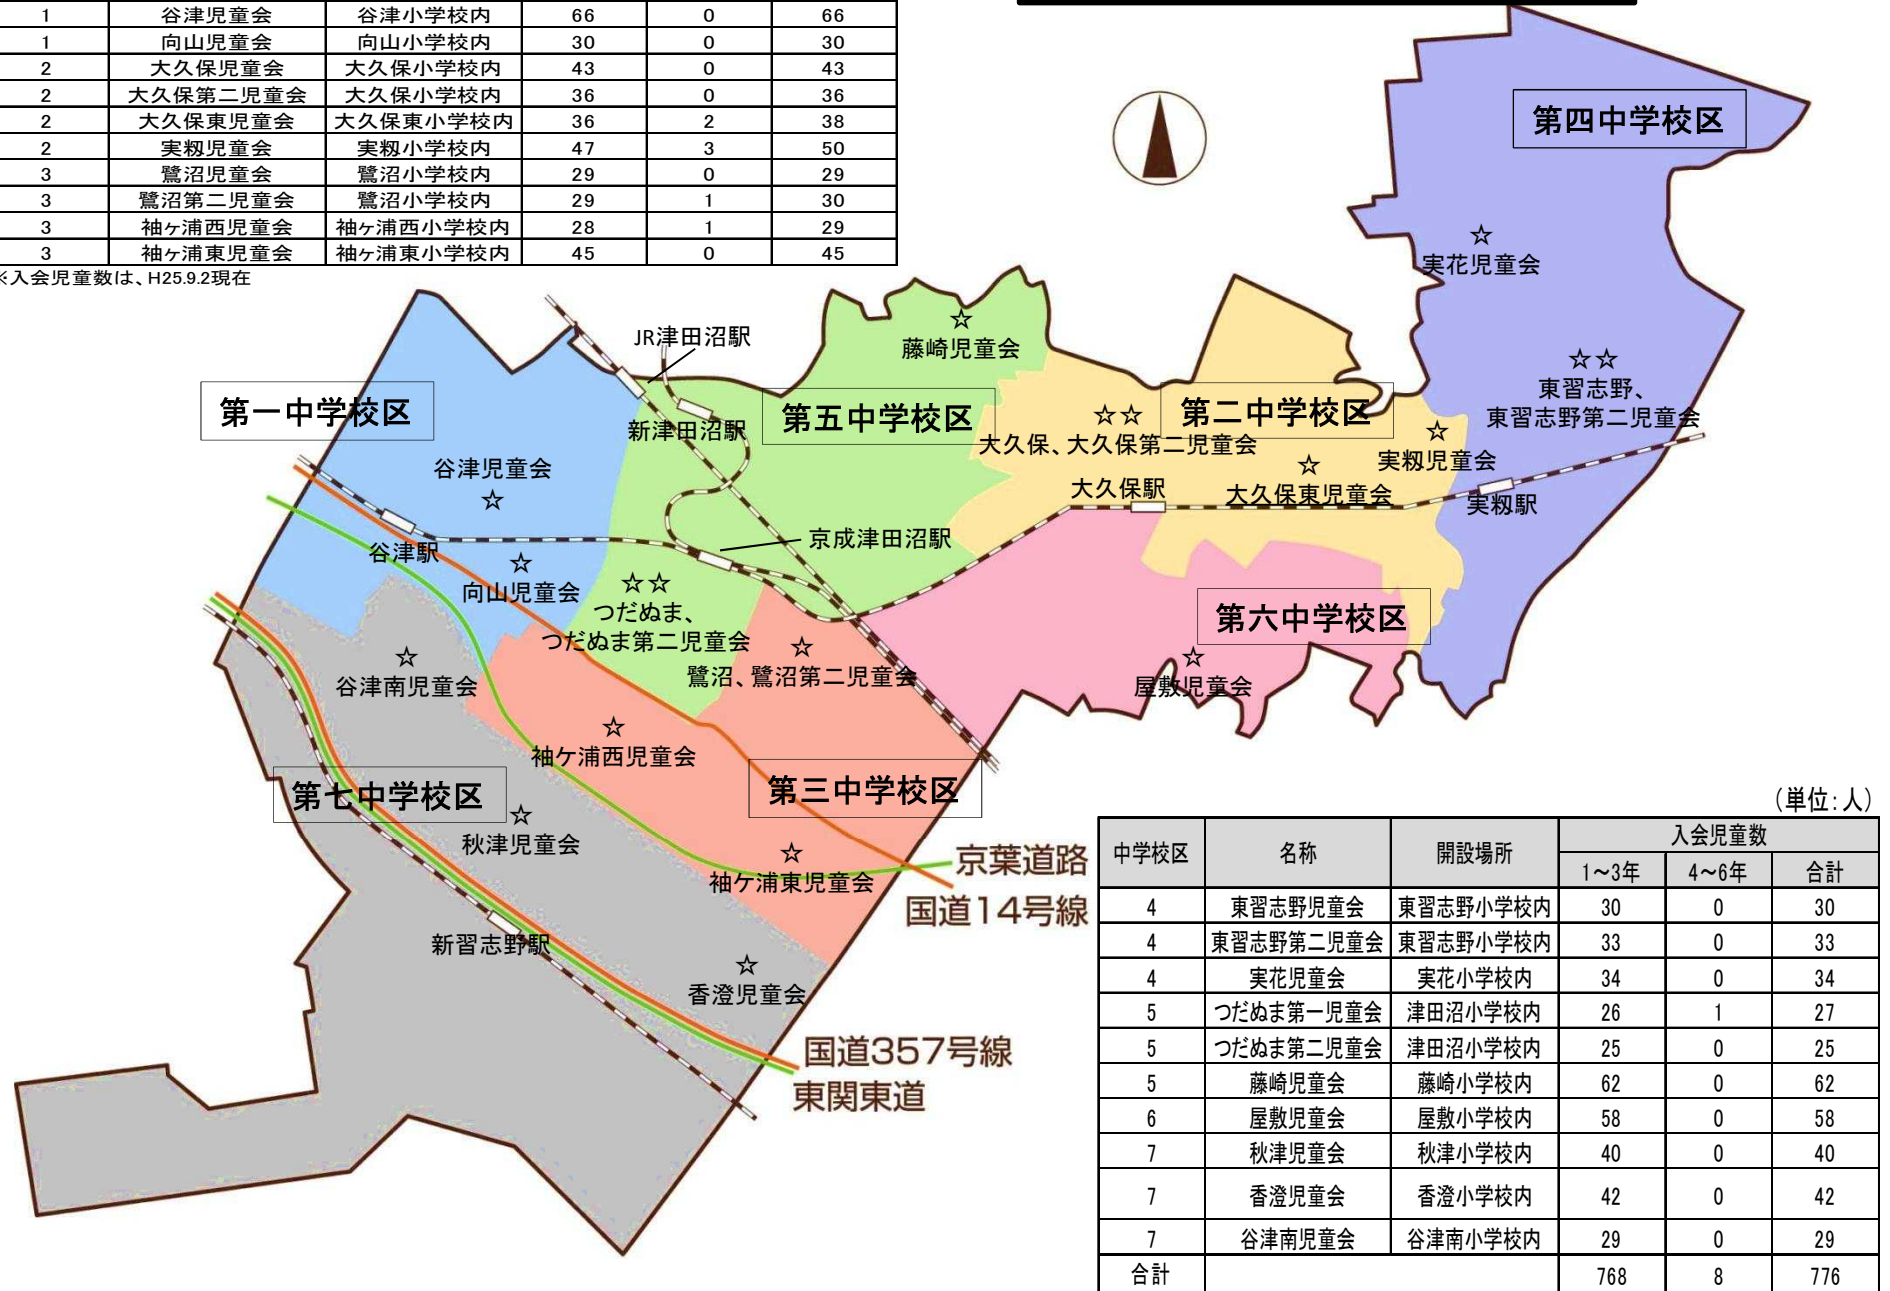 1 谷津児童会 谷津小学校内 66 0 66
1 向山児童会 向山小学校内 30 0 30
2 大久保児童会 大久保小学校内 43 0 43
2 大久保第二児童会 大久保小学校内 36 0 36
2 大久保東児童会 大久保東小学校内 36 2 38
2 実籾児童会 実籾小学校内 47 3 50
3 鷺沼児童会 鷺沼小学校内 29 0 29
3 鷺沼第二児童会 鷺沼小学校内 29 1 30
3 袖ヶ浦西児童会 袖ヶ浦西小学校内 28 1 29
3 袖ヶ浦東児童会 袖ヶ浦東小学校内 45 0 45
※入会児童数は、H25.9.2現在
第四中学校区
☆
実花児童会
☆☆
東習志野、
東習志野第二児童会
JR津田沼駅
☆
藤崎児童会
第一中学校区
第五中学校区
第二中学校区
新津田沼駅
☆☆
大久保、大久保第二児童会
☆
実籾児童会
谷津児童会
☆
☆
大久保東児童会
大久保駅
実籾駅
谷津駅
京成津田沼駅
☆
向山児童会
☆☆
つだぬま、
つだぬま第二児童会
第六中学校区
☆
鷺沼、鷺沼第二児童会
☆
屋敷児童会
☆
谷津南児童会
☆
袖ケ浦西児童会
第七中学校区
第三中学校区
☆
秋津児童会
☆
袖ケ浦東児童会
京葉道路
国道14号線
新習志野駅
☆
香澄児童会
国道357号線
東関東道
（単位：人）
中学校区 名称 開設場所 入会児童数
1～3年 4～6年 合計
4 東習志野児童会 東習志野小学校内 30 0 30
4 東習志野第二児童会 東習志野小学校内 33 0 33
4 実花児童会 実花小学校内 34 0 34
5 つだぬま第一児童会 津田沼小学校内 26 1 27
5 つだぬま第二児童会 津田沼小学校内 25 0 25
5 藤崎児童会 藤崎小学校内 62 0 62
6 屋敷児童会 屋敷小学校内 58 0 58
7 秋津児童会 秋津小学校内 40 0 40
7 香澄児童会 香澄小学校内 42 0 42
7 谷津南児童会 谷津南小学校内 29 0 29
合計 768 8 776